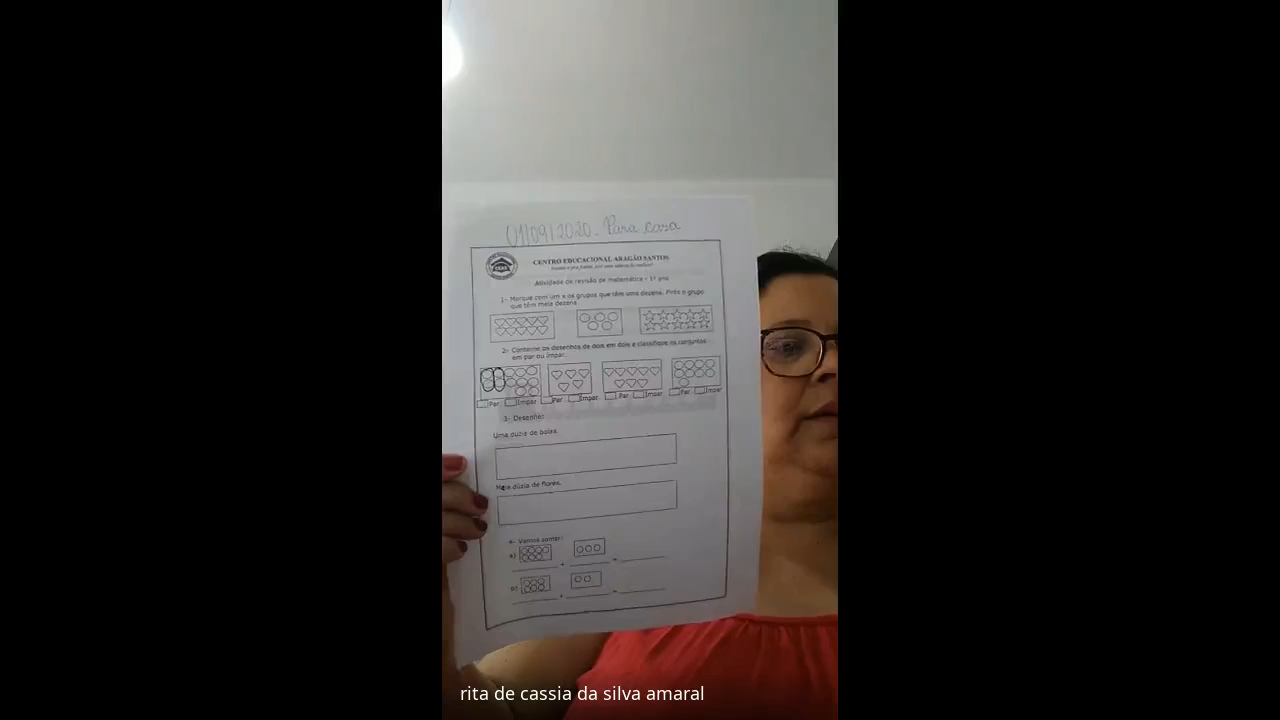 01/09/2020. Para casa
CENTRO EDUCACIONAL ARAGÃO SANTOS
Atividade de revisão de matemática - 1º ano
1- Marque com um x os grupos que têm uma dezena. Pinte o grupo
que têm meia dezena.
2- Contorne os desenhos de dois em dois e classifique os conjuntos
em par ou ímpar.
Par Ímpar Par Ímpar Par Ímpar Par Ímpar
3- Desenhe:
Uma dúzia de bolas.
Meia dúzia de flores.
4- Vamos somar:
a)
+ =
b)
+ =
rita de cassia da silva amaral